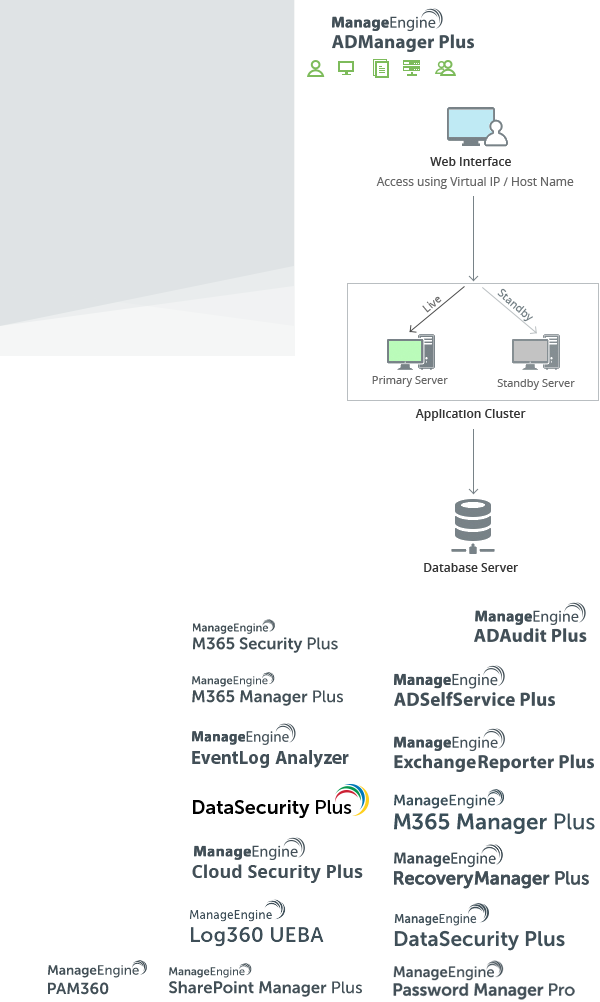 ManageEngine
ADManager Plus
Web Interface
Access using Virtual IP / Host Name
Live
Standby
Primary Server
Standby Server
Application Cluster
Database Server
ManageEngine
M365 Security Plus
ManageEngine
ADAudit Plus
ManageEngine
M365 Manager Plus
ManageEngine
ADSelfService Plus
ManageEngine
EventLog Analyzer
ManageEngine
ExchangeReporter Plus
DataSecurity Plus
ManageEngine
M365 Manager Plus
ManageEngine
Cloud Security Plus
ManageEngine
RecoveryManager Plus
ManageEngine
Log360 UEBA
ManageEngine
DataSecurity Plus
ManageEngine
PAM360
ManageEngine
SharePoint Manager Plus
ManageEngine
Password Manager Pro